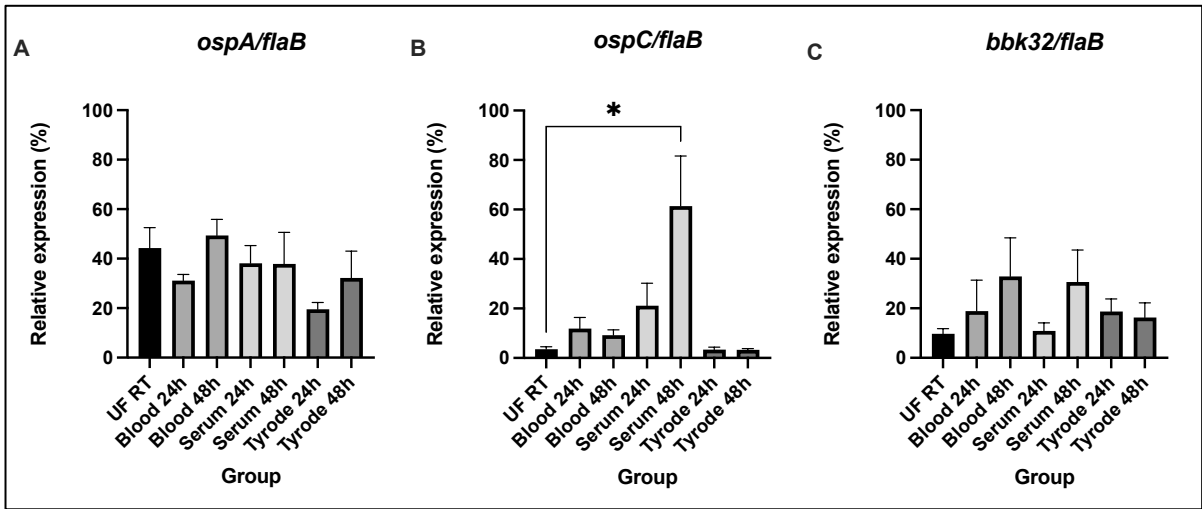 A
ospA/flaB
Relative expression (%)
100
80
60
40
20
0
UF RT
Blood 24h
Blood 48h
Serum 24h
Serum 48h
Tyrode 24h
Tyrode 48h
Group
B
ospC/flaB
Relative expression (%)
100
80
60
40
20
0
*
UF RT
Blood 24h
Blood 48h
Serum 24h
Serum 48h
Tyrode 24h
Tyrode 48h
Group
C
bbk32/flaB
Relative expression (%)
100
80
60
40
20
0
UF RT
Blood 24h
Blood 48h
Serum 24h
Serum 48h
Tyrode 24h
Tyrode 48h
Group